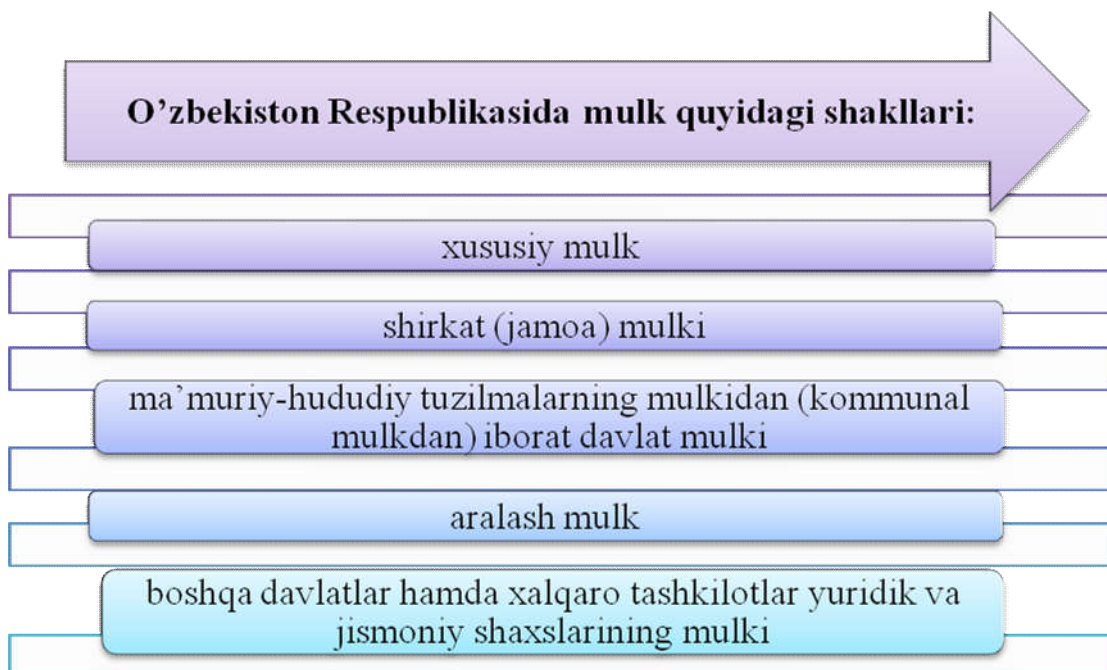 O’zbekiston Respublikasida mulk quyidagi shakllari:
xususiy mulk
shirkat (jamoa) mulki
ma’muriy-hududiy tuzilmalarning mulkidan (kommunal
mulkdan) iborat davlat mulki
aralash mulk
boshqa davlatlar hamda xalqaro tashkilotlar yuridik va
jismoniy shaxslarining mulki